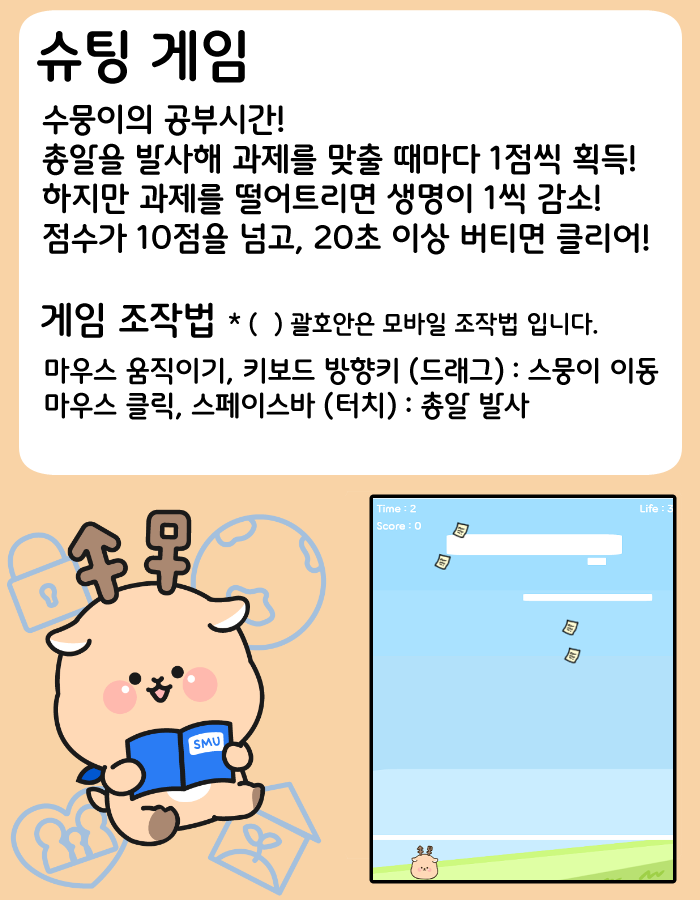 슈팅 게임
수뭉이의 공부시간!
총알을 발사해 과제를 맞출 때마다 1점씩 획득!
하지만 과제를 떨어트리면 생명이 1씩 감소!
점수가 10점을 넘고, 20초 이상 버티면 클리어!
게임 조작법 * (  ) 괄호안은 모바일 조작법 입니다.
마우스 움직이기, 키보드 방향키 (드래그) : 스뭉이 이동
마우스 클릭, 스페이스바 (터치) : 총알 발사
Time : 2
Life : 3
Score : 0
SMU